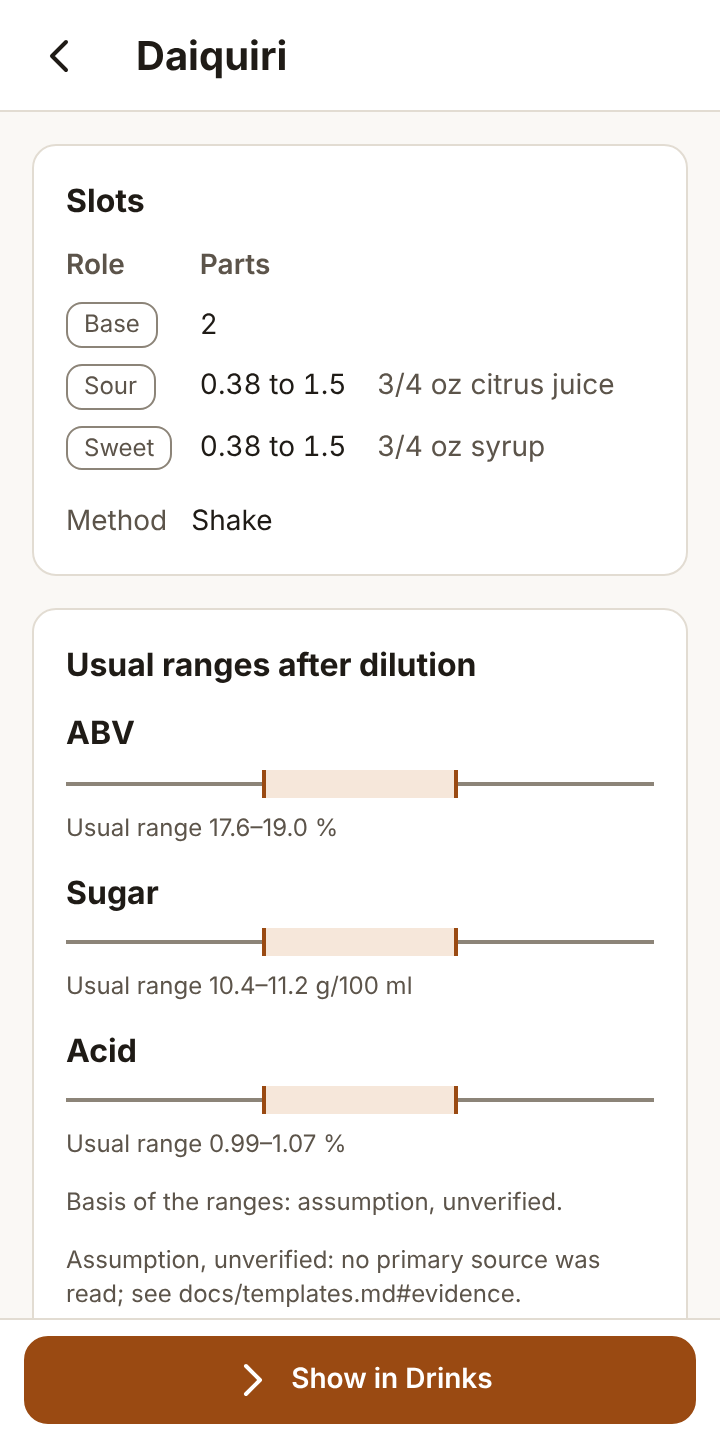 Daiquiri
Slots
Role Parts
Base 2
Sour 0.38 to 1.5 3/4 oz citrus juice
Sweet 0.38 to 1.5 3/4 oz syrup
Method Shake
Usual ranges after dilution
ABV
Usual range 17.6–19.0 %
Sugar
Usual range 10.4–11.2 g/100 ml
Acid
Usual range 0.99–1.07 %
Basis of the ranges: assumption, unverified.
Assumption, unverified: no primary source was
read; see docs/templates.md#evidence.
Show in Drinks